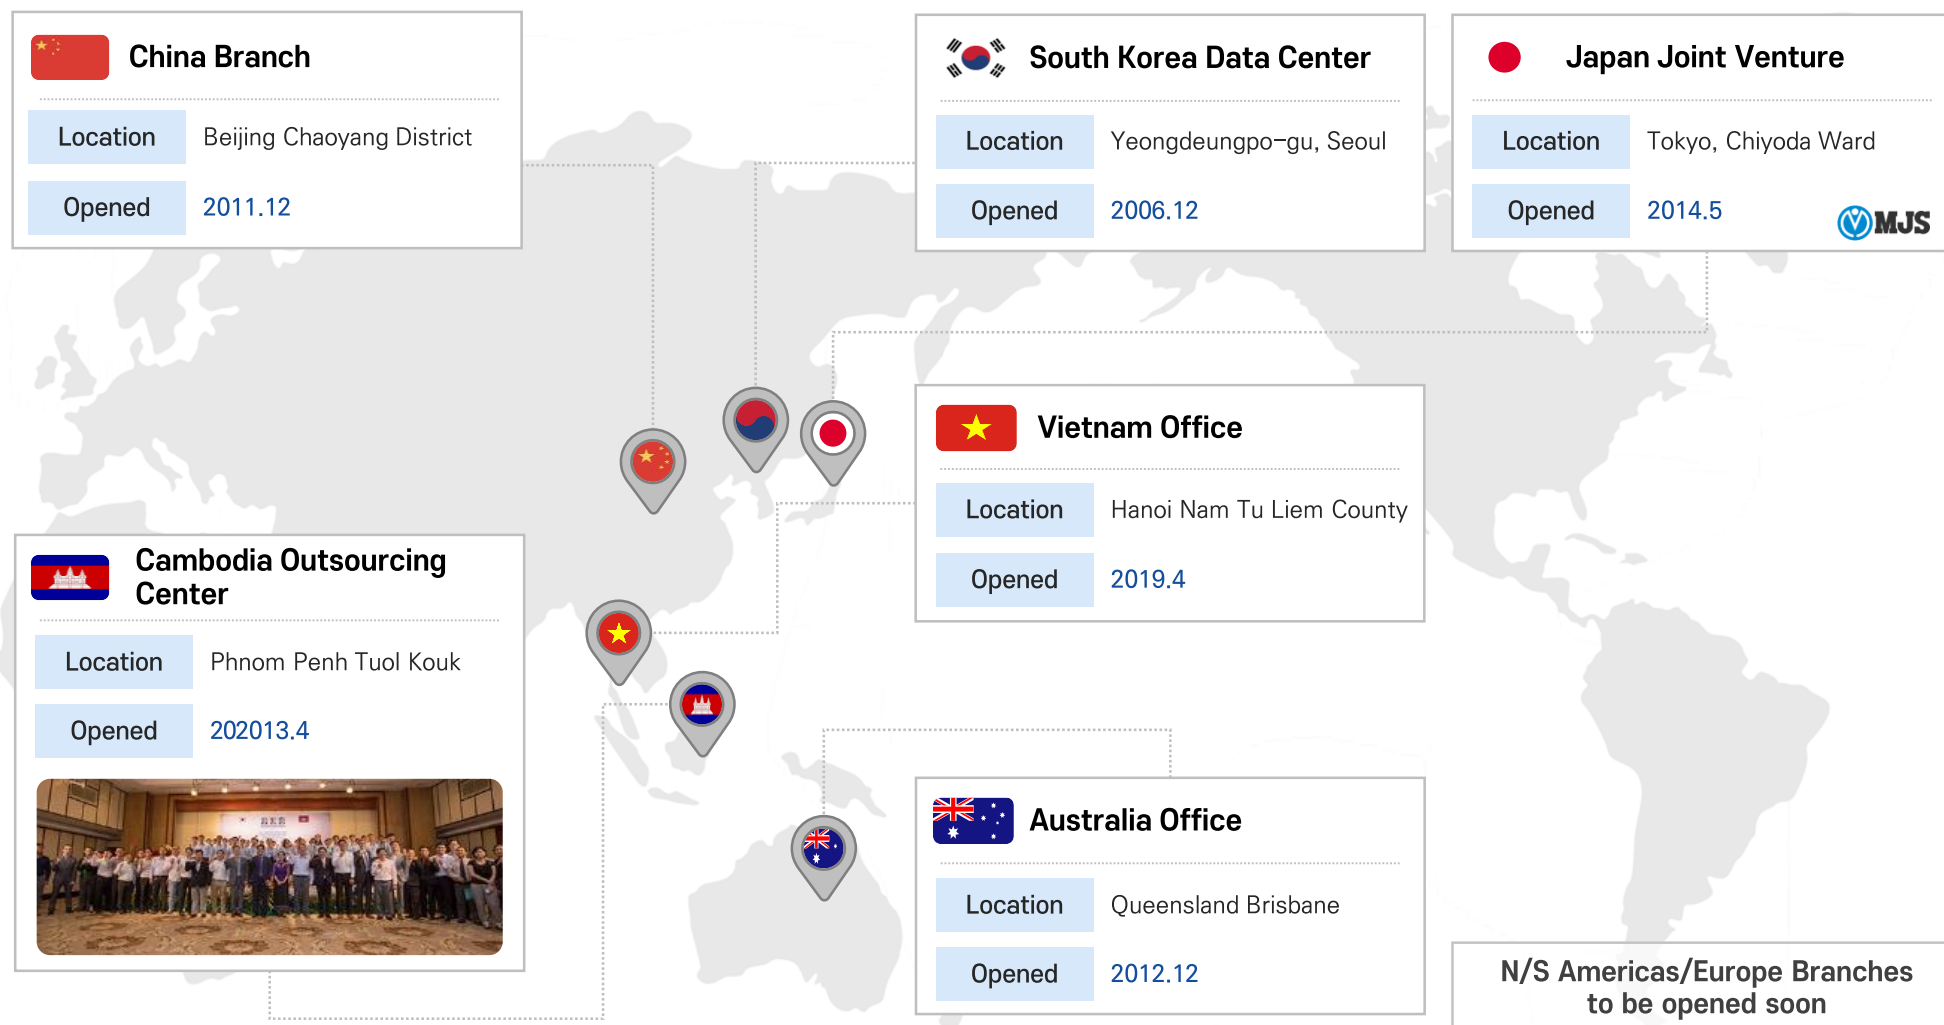 China Branch
Location Beijing Chaoyang District
Opened 2011.12
South Korea Data Center
Location Yeongdeungpo-gu, Seoul
Opened 2006.12
Japan Joint Venture
Location Tokyo, Chiyoda Ward
Opened 2014.5
MJS
Vietnam Office
Location Hanoi Nam Tu Liem County
Opened 2019.4
Cambodia Outsourcing
Center
Location Phnom Penh Tuol Kouk
Opened 202013.4
Australia Office
Location Queensland Brisbane
Opened 2012.12
N/S Americas/Europe Branches
to be opened soon